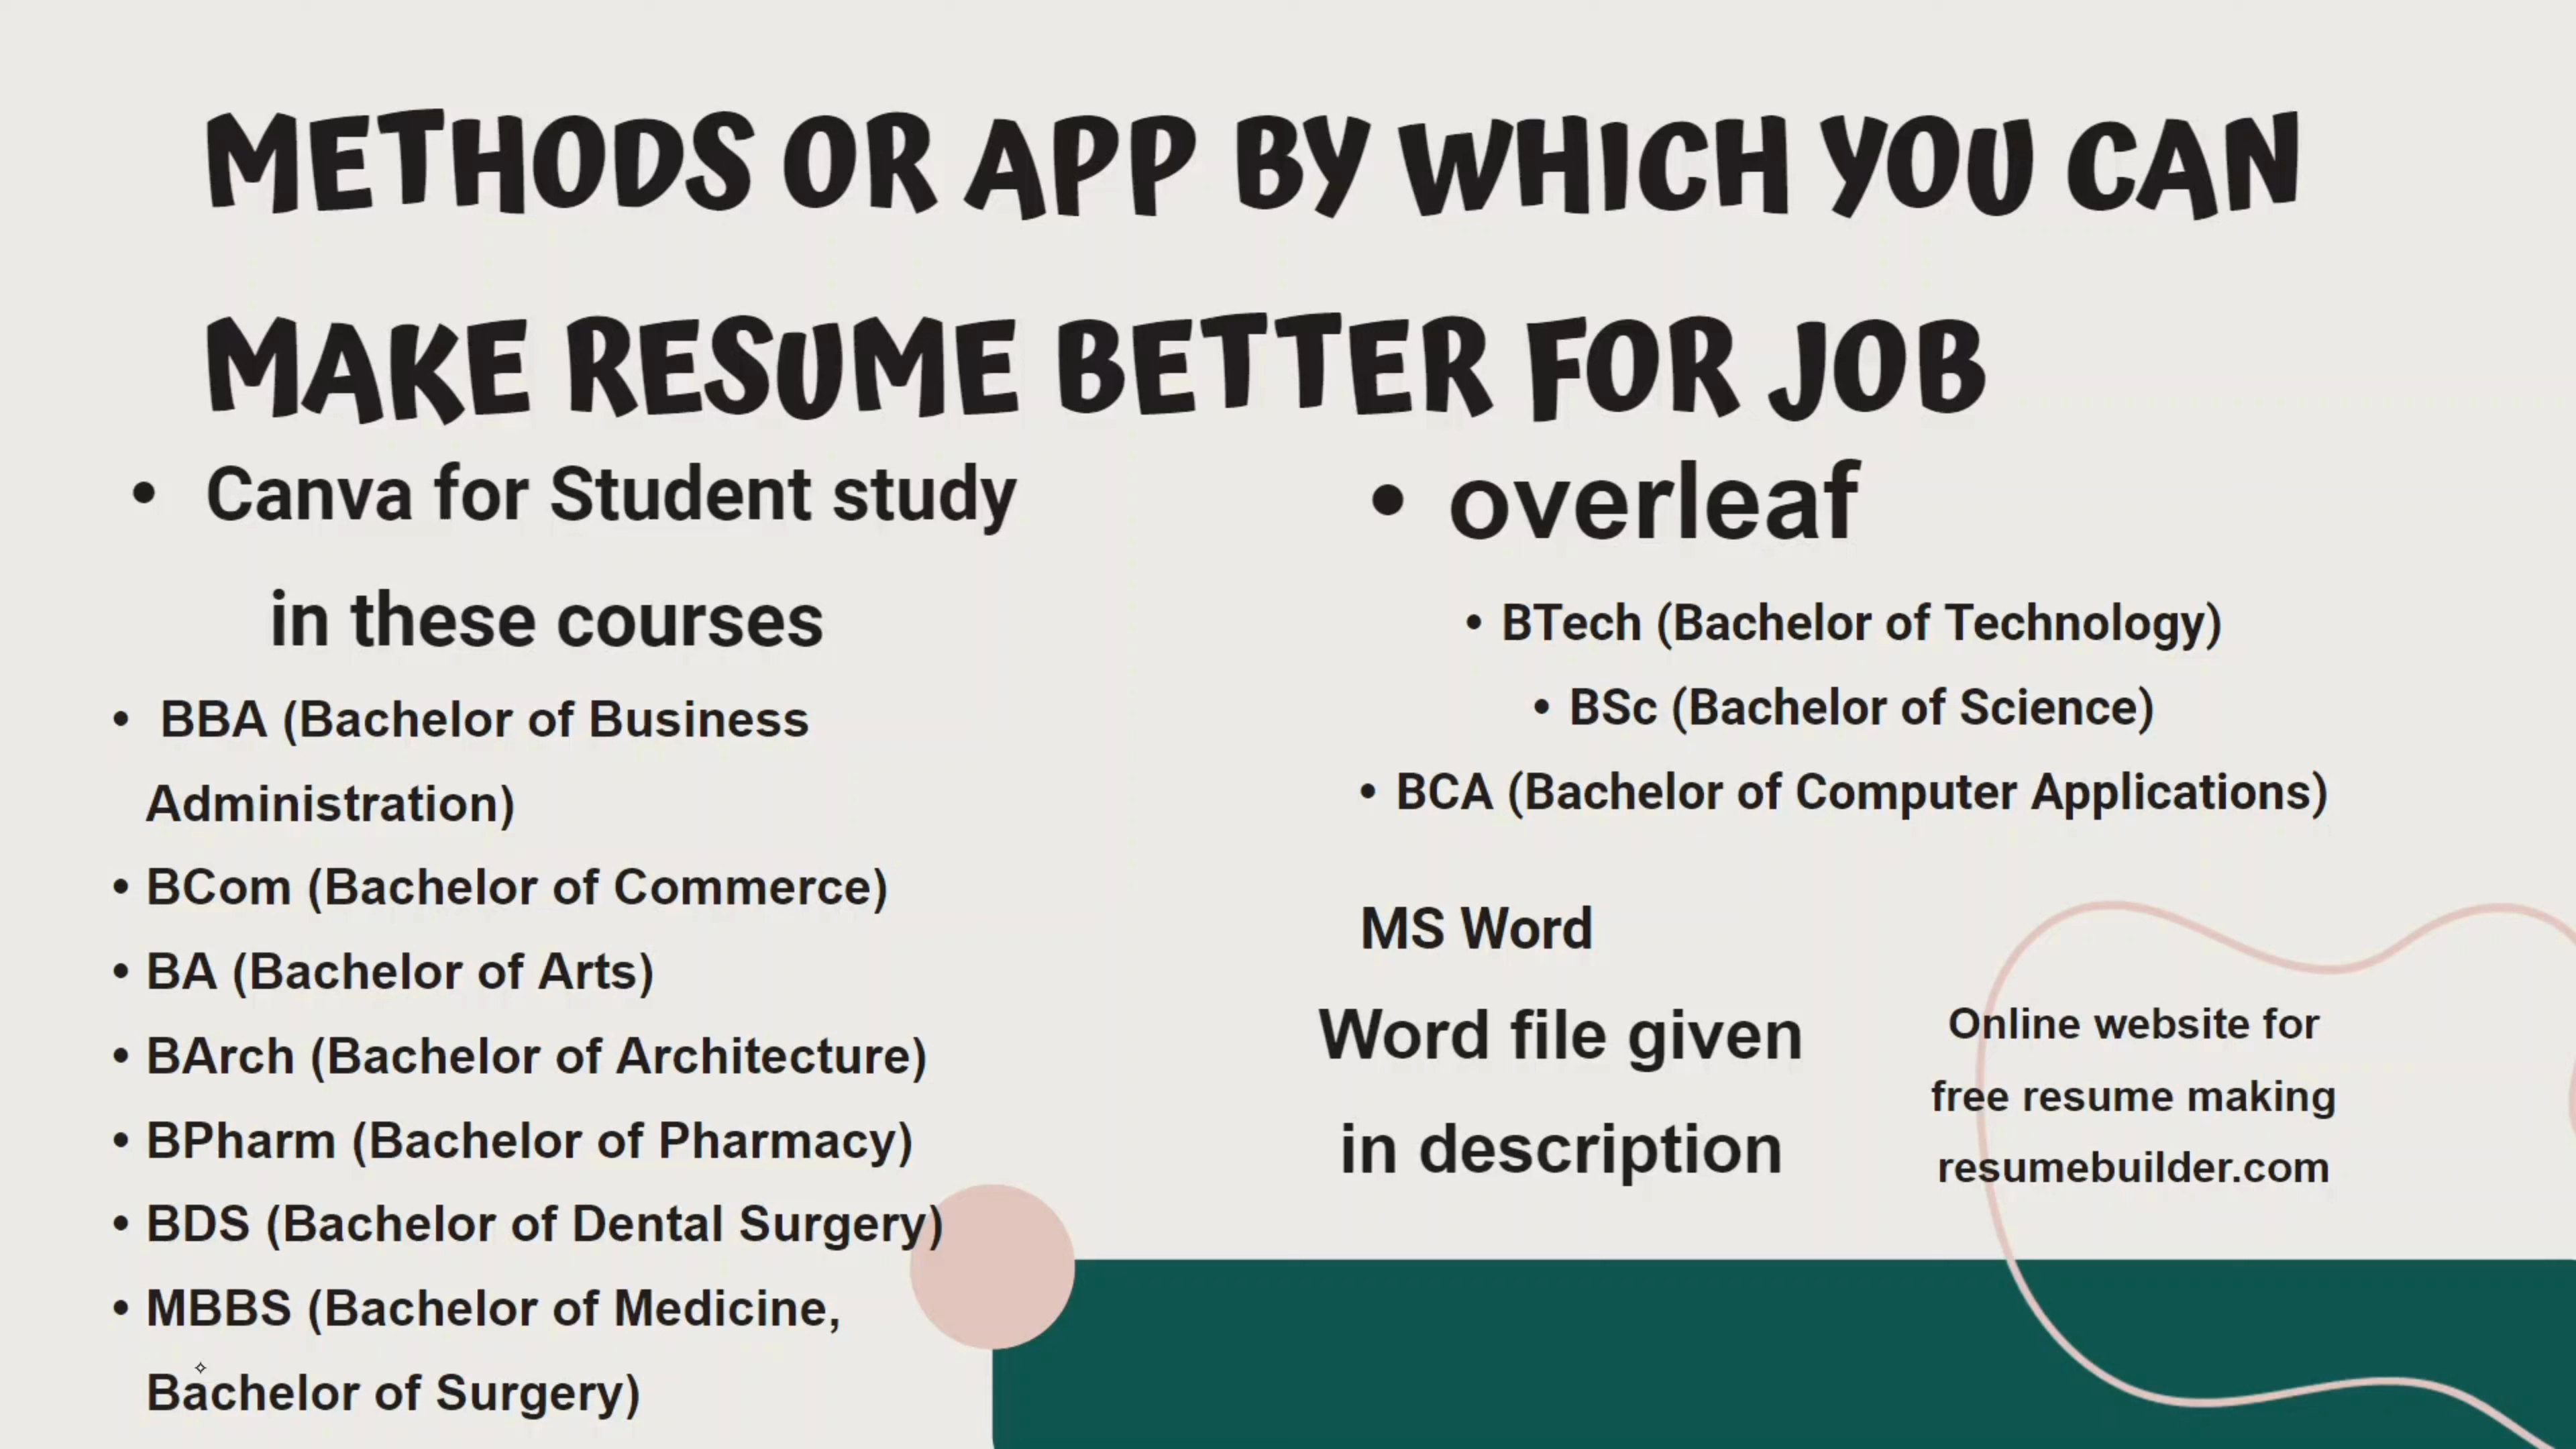 METHODS OR APP BY WHICH YOU CAN
MAKE RESUME BETTER FOR JOB
• Canva for Student study
in these courses
• BBA (Bachelor of Business
Administration)
• BCom (Bachelor of Commerce)
• BA (Bachelor of Arts)
• BArch (Bachelor of Architecture)
• BPharm (Bachelor of Pharmacy)
• BDS (Bachelor of Dental Surgery)
• MBBS (Bachelor of Medicine,
Bachelor of Surgery)
• overleaf
• BTech (Bachelor of Technology)
• BSc (Bachelor of Science)
• BCA (Bachelor of Computer Applications)
MS Word
Word file given
in description
Online website for
free resume making
resumebuilder.com